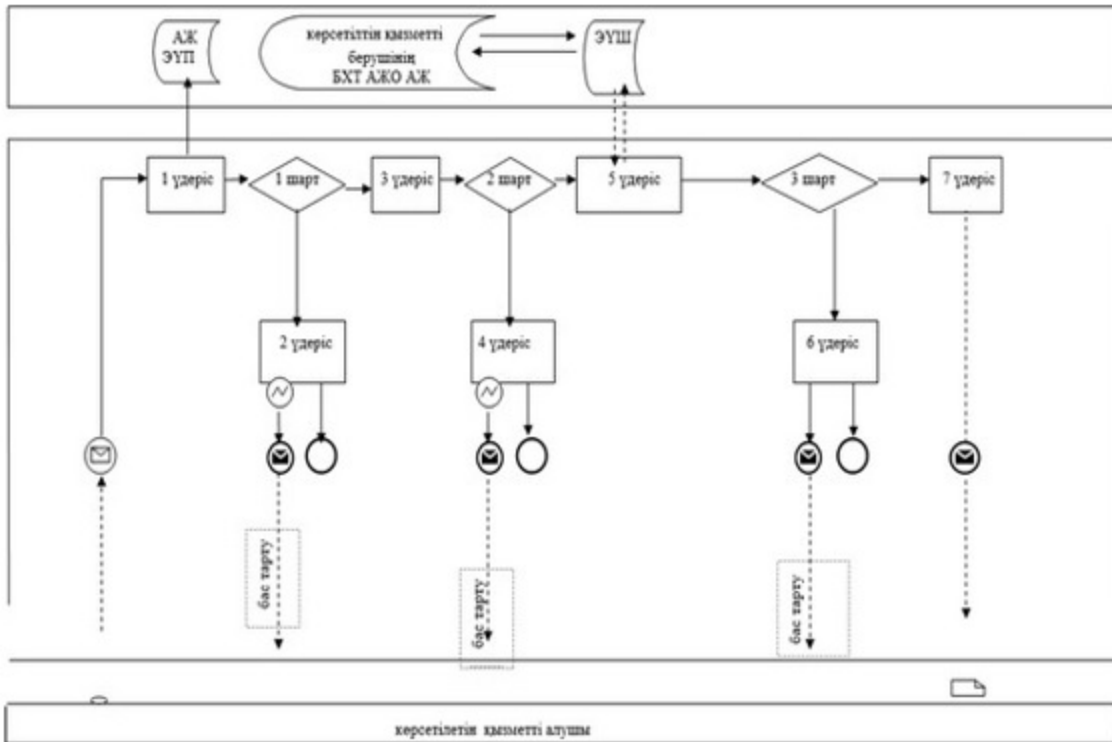 АЖ
ЭҮП
көрсетілтін қызметті
берушінің
БХТ АЖО АЖ
ЭҮШ
1 үдеріс
1 шарт
3 үдеріс
2 шарт
5 үдеріс
3 шарт
7 үдеріс
2 үдеріс
4 үдеріс
6 үдеріс
бас тарту
бас тарту
бас тарту
көрсетілетін қызметті алушы